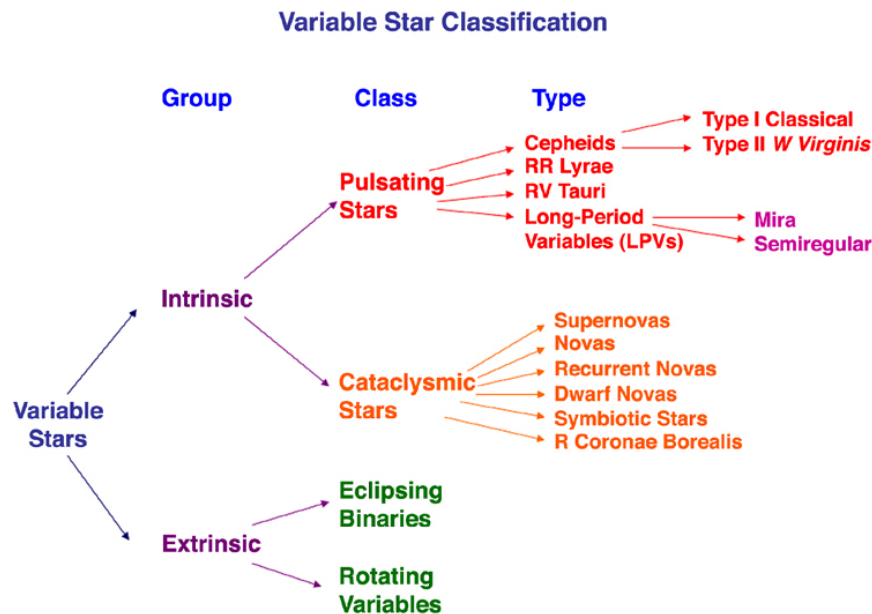 Variable Star Classification
Group
Class
Type
Type I Classical
Cepheids
Type II W Virginis
Pulsating
Stars
RR Lyrae
RV Tauri
Long-Period
Variables (LPVs)
Mira
Semiregular
Intrinsic
Supernovas
Novas
Recurrent Novas
Cataclysmic
Stars
Dwarf Novas
Symbiotic Stars
R Coronae Borealis
Variable
Stars
Eclipsing
Binaries
Extrinsic
Rotating
Variables